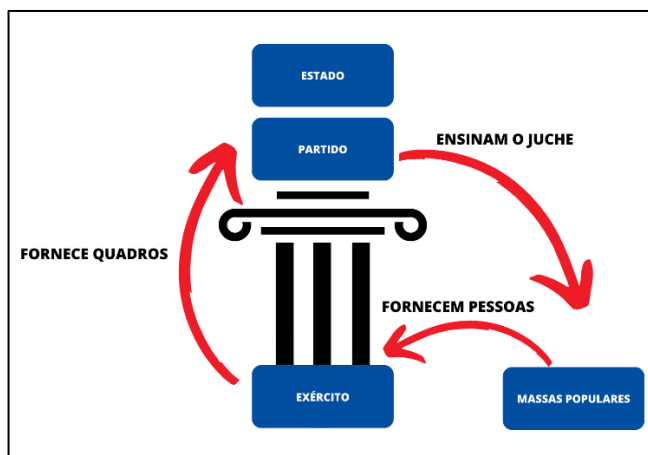 ESTADO
PARTIDO
ENSINAM O JUCHE
FORNECE QUADROS
FORNECEM PESSOAS
EXÉRCITO
MASSAS POPULARES